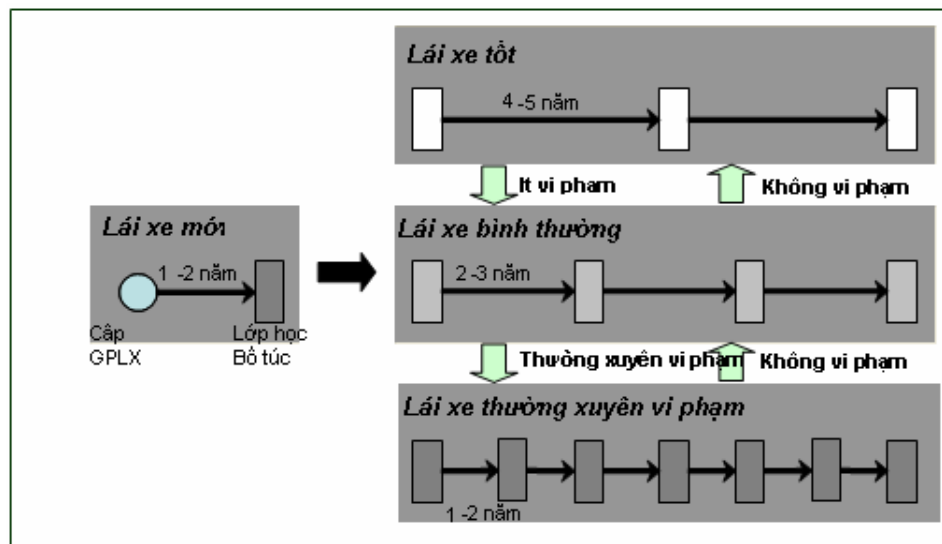 Lái xe tốt
4 -5 năm
It vi phạm
Không vi phạm
Lái xe mới
1 -2 năm
Cấp
GPLX
Lớp học
Bổ túc
Lái xe bình thường
2 -3 năm
Thường xuyên vi phạm
Không vi phạm
Lái xe thường xuyên vi phạm
1 -2 năm